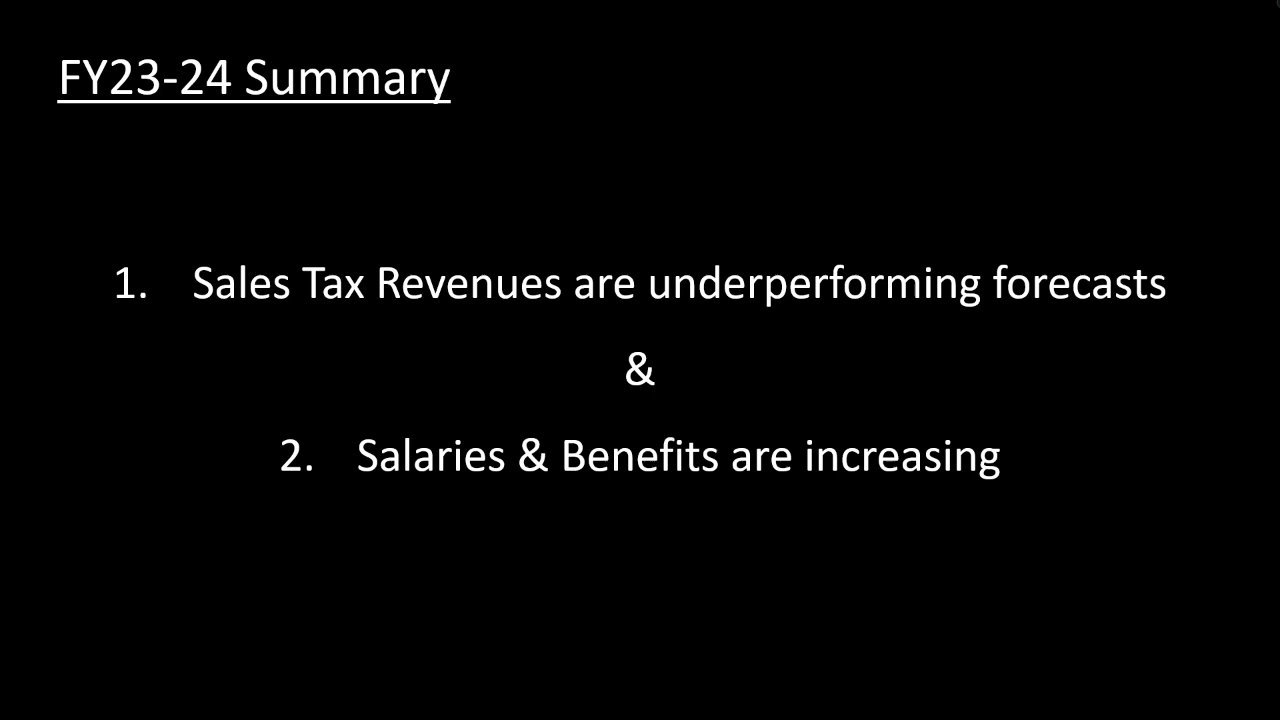 FY23-24 Summary
1. Sales Tax Revenues are underperforming forecasts
&
2. Salaries & Benefits are increasing